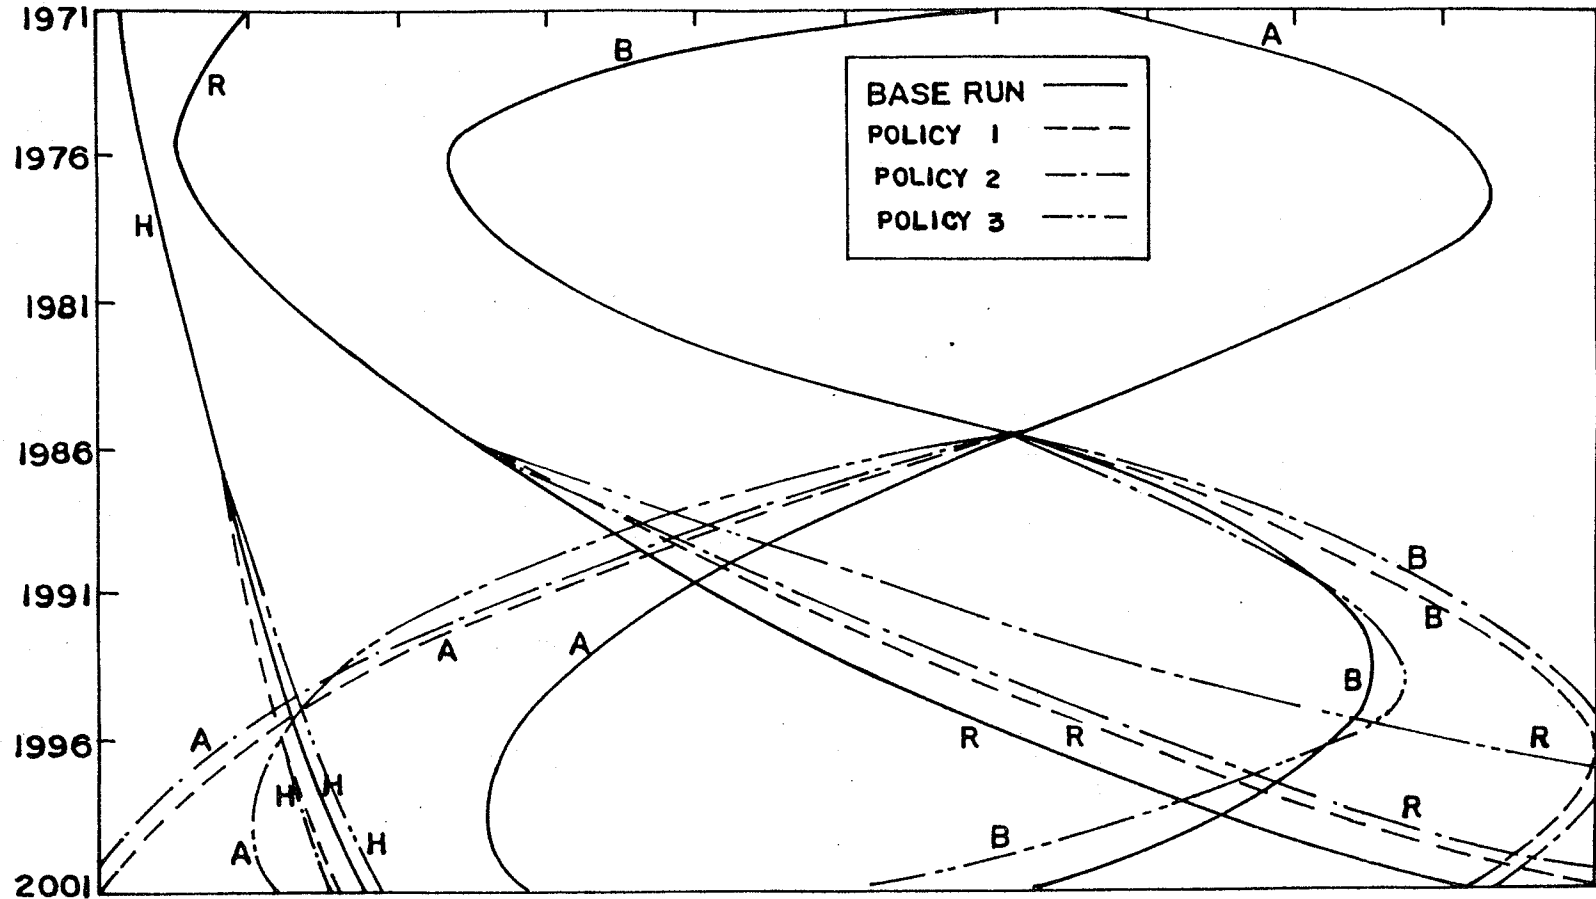 1971
B
A
R
BASE RUN
POLICY 1
1976
POLICY 2
POLICY 3
H
1981
1986
B
1991
B
A
A
B
A
1996
R
R
R
H
H
R
B
H
A
2001